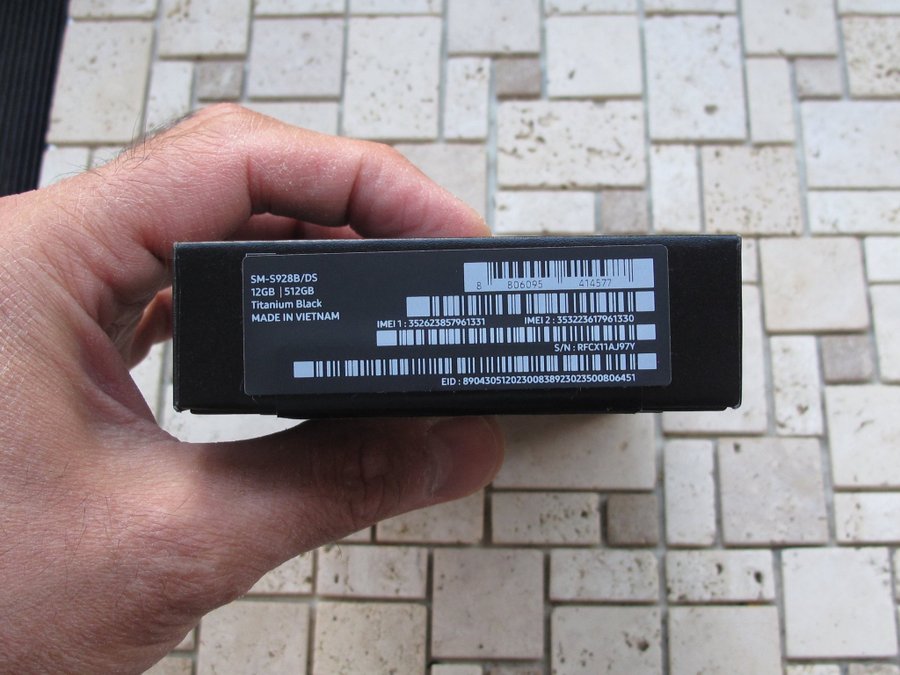 SM-S928B/DS
12GB | 512GB
Titanium Black
MADE IN VIETNAM
8 806095 414577
IMEI 1 : 352623857961331 IMEI 2 : 353223617961330
S/N : RFCX11AJ97Y
EID : 89043051202300838923023500806451